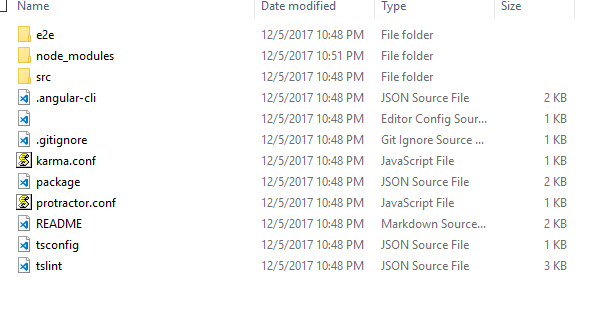 Name Date modified Type Size
e2e 12/5/2017 10:48 PM File folder
node_modules 12/5/2017 10:51 PM File folder
src 12/5/2017 10:48 PM File folder
.angular-cli 12/5/2017 10:48 PM JSON Source File 2 KB
12/5/2017 10:48 PM Editor Config Sour... 1 KB
.gitignore 12/5/2017 10:48 PM Git Ignore Source ... 1 KB
karma.conf 12/5/2017 10:48 PM JavaScript File 1 KB
package 12/5/2017 10:48 PM JSON Source File 2 KB
protractor.conf 12/5/2017 10:48 PM JavaScript File 1 KB
README 12/5/2017 10:48 PM Markdown Source... 2 KB
tsconfig 12/5/2017 10:48 PM JSON Source File 1 KB
tslint 12/5/2017 10:48 PM JSON Source File 3 KB